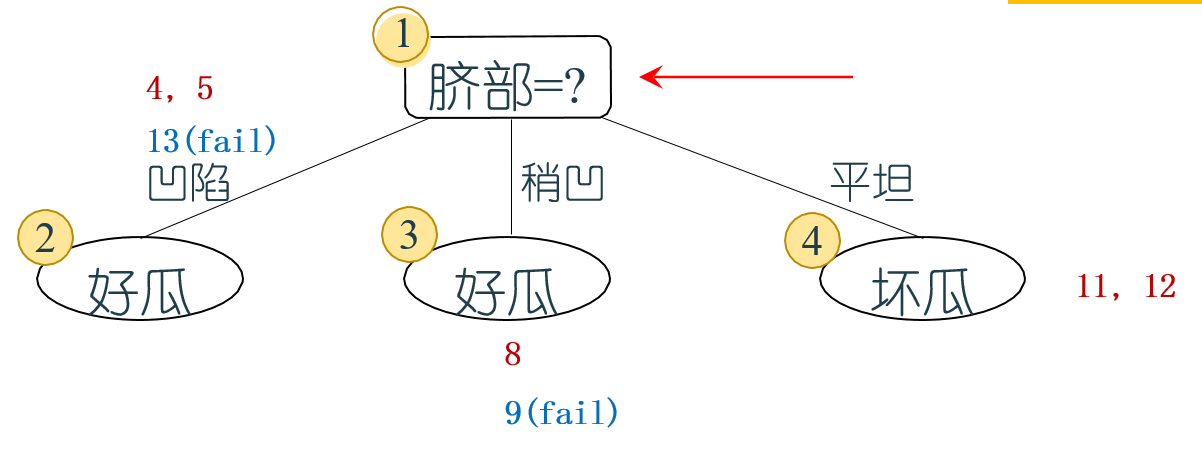 1
脐部=?
4, 5
13(fail)
凹陷
稍凹
平坦
2
好瓜
3
好瓜
4
坏瓜
11, 12
8
9(fail)